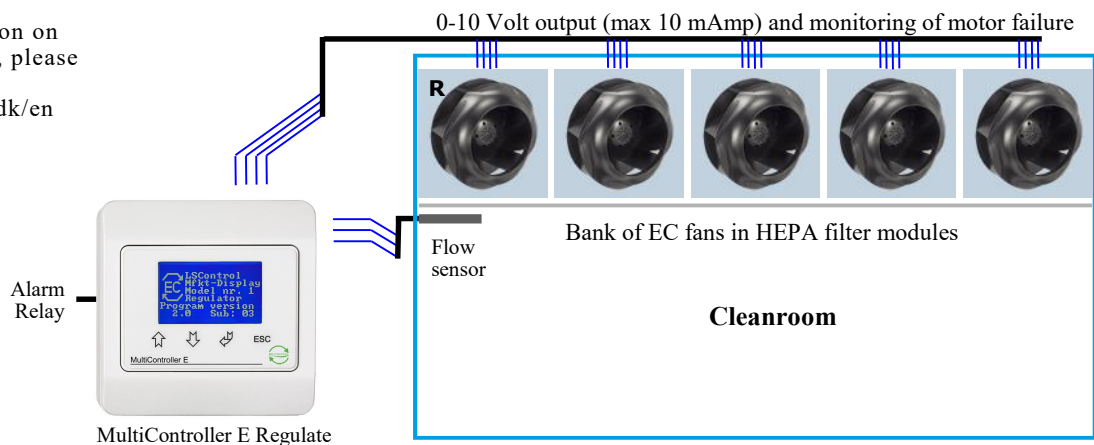 on on
, please
dk/en
0-10 Volt output (max 10 mAmp) and monitoring of motor failure
R
Flow
sensor
Bank of EC fans in HEPA filter modules
Cleanroom
Alarm
Relay
LSControl
EC Mfkt-Display
Model nr. 1
Regulator
Program version
2.0 Sub: 03
ESC
MultiController E
MultiController E Regulate